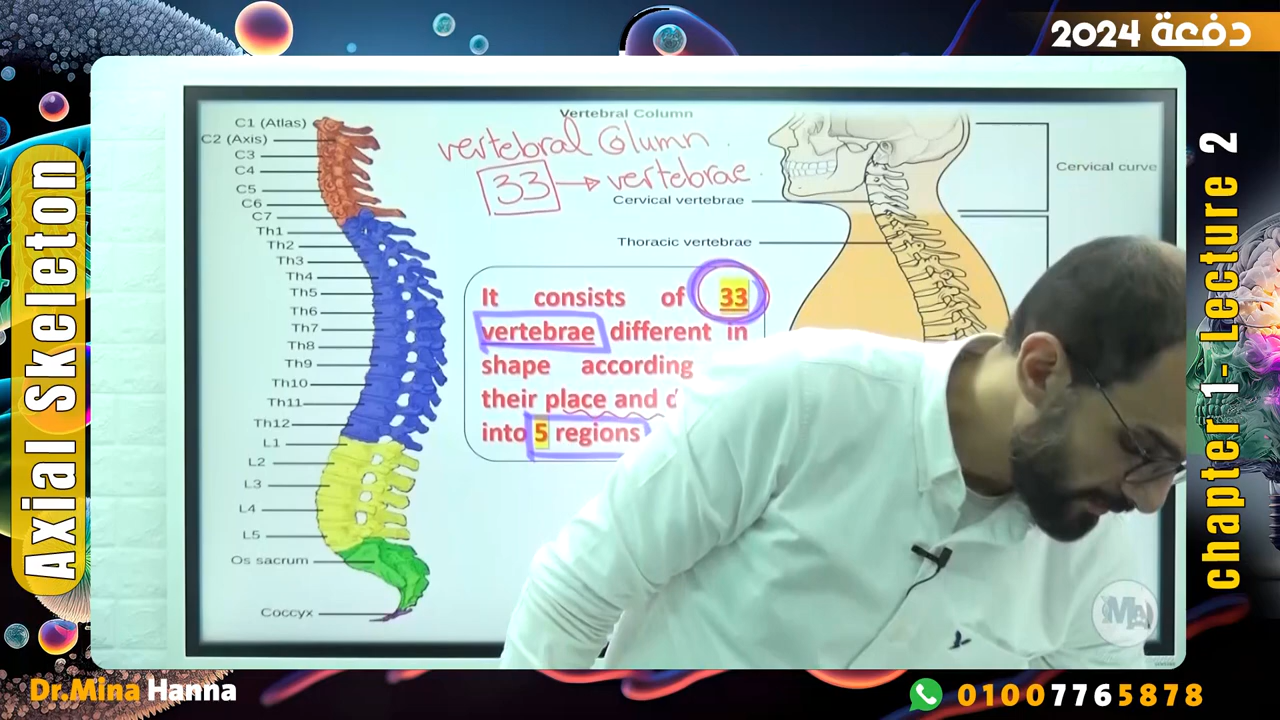 دفعة 2024
Axial Skeleton
chapter 1- Lecture 2
Vertebral Column
vertebral Column
33 → vertebrae
C1 (Atlas)
C2 (Axis)
C3
C4
C5
C6
C7
Th1
Th2
Th3
Th4
Th5
Th6
Th7
Th8
Th9
Th10
Th11
Th12
L1
L2
L3
L4
L5
Os sacrum
Coccyx
Cervical curve
Cervical vertebrae
Thoracic vertebrae
It consists of 33
vertebrae different in
shape according
their place and
into 5 regions
Dr.Mina Hanna
01007765878